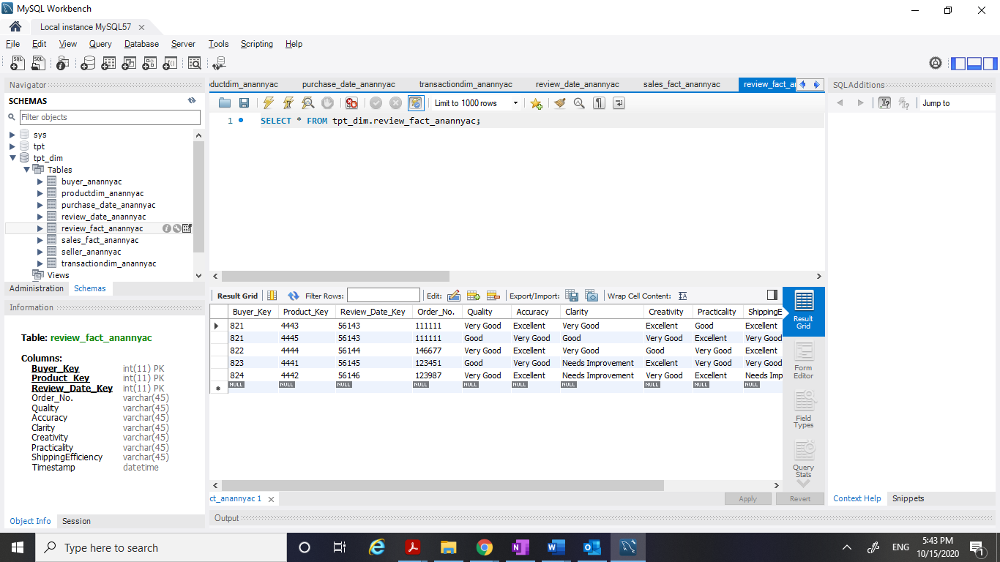 MySQL Workbench
Local instance MySQL57
File Edit View Query Database Server Tools Scripting Help
Navigator
SCHEMAS
Filter objects
sys
tpt
tpt_dim
Tables
buyer_anannyac
productdim_anannyac
purchase_date_anannyac
review_date_anannyac
review_fact_anannyac
sales_fact_anannyac
seller_anannyac
transactiondim_anannyac
Views
Administration Schemas
Information
Table: review_fact_anannyac
Columns:
Buyer_Key int(11) PK
Product_Key int(11) PK
Review_Date_Key int(11) PK
Order_No. varchar(45)
Quality varchar(45)
Accuracy varchar(45)
Clarity varchar(45)
Creativity varchar(45)
Practicality varchar(45)
ShippingEfficiency varchar(45)
Timestamp datetime
Object Info Session
ductdim_anannyac purchase_date_anannyac transactiondim_anannyac review_date_anannyac sales_fact_anannyac review_fact_an
Limit to 1000 rows
1 SELECT * FROM tpt_dim.review_fact_anannyac;
Result Grid Filter Rows: Edit: Export/Import: Wrap Cell Content:
Buyer_Key Product_Key Review_Date_Key Order_No. Quality Accuracy Clarity Creativity Practicality ShippingE
821 4443 56143 111111 Very Good Excellent Very Good Excellent Good Excellent
821 4445 56143 111111 Good Very Good Good Very Good Excellent Very Good
822 4444 56144 146677 Very Good Excellent Very Good Good Very Good Excellent
823 4441 56145 123451 Good Very Good Needs Improvement Excellent Very Good Very Good
824 4442 56146 123987 Very Good Excellent Needs Improvement Very Good Excellent Needs Imp
NULL NULL NULL NULL NULL NULL NULL NULL NULL NULL
Result Grid
Form Editor
Field Types
Query Stats
ct_anannyac 1
Apply Revert
Output
SQLAdditions
Jump to
Context Help Snippets
Type here to search
ENG
5:43 PM
10/15/2020
1